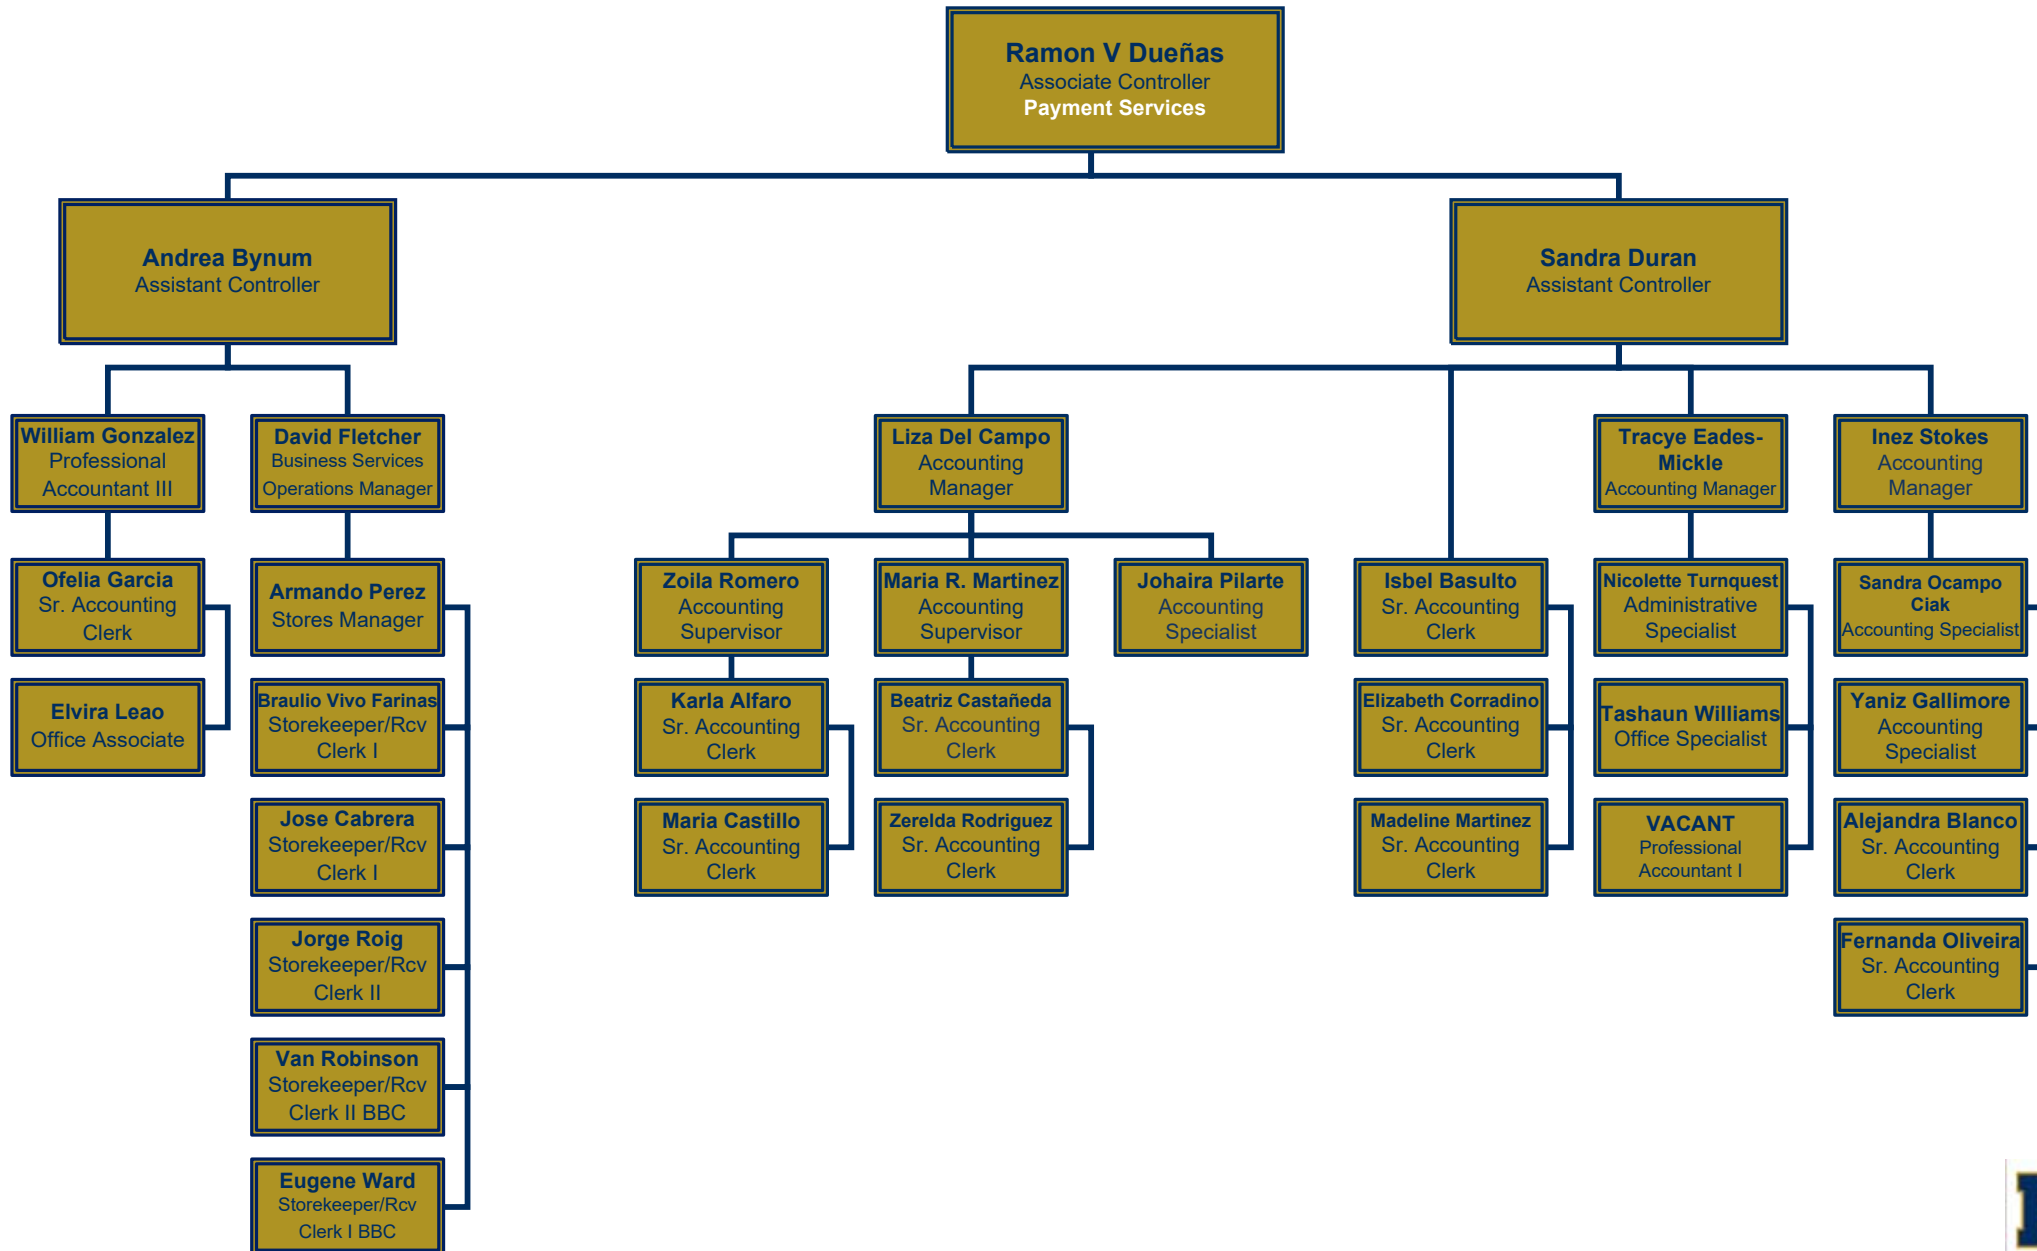 Ramon V Dueñas
Associate Controller
Payment Services
Andrea Bynum
Assistant Controller
Sandra Duran
Assistant Controller
William Gonzalez
Professional
Accountant III
David Fletcher
Business Services
Operations Manager
Liza Del Campo
Accounting
Manager
Tracye Eades-
Mickle
Accounting Manager
Inez Stokes
Accounting
Manager
Ofelia Garcia
Sr. Accounting
Clerk
Armando Perez
Stores Manager
Zoila Romero
Accounting
Supervisor
Maria R. Martinez
Accounting
Supervisor
Johaira Pilarte
Accounting
Specialist
Isbel Basulto
Sr. Accounting
Clerk
Nicolette Turnquest
Administrative
Specialist
Sandra Ocampo
Ciak
Accounting Specialist
Elvira Leao
Office Associate
Braulio Vivo Farinas
Storekeeper/Rcv
Clerk I
Karla Alfaro
Sr. Accounting
Clerk
Beatriz Castañeda
Sr. Accounting
Clerk
Elizabeth Corradino
Sr. Accounting
Clerk
Tashaun Williams
Office Specialist
Yaniz Gallimore
Accounting
Specialist
Jose Cabrera
Storekeeper/Rcv
Clerk I
Maria Castillo
Sr. Accounting
Clerk
Zerelda Rodriguez
Sr. Accounting
Clerk
Madeline Martinez
Sr. Accounting
Clerk
VACANT
Professional
Accountant I
Alejandra Blanco
Sr. Accounting
Clerk
Jorge Roig
Storekeeper/Rcv
Clerk II
Fernanda Oliveira
Sr. Accounting
Clerk
Van Robinson
Storekeeper/Rcv
Clerk II BBC
Eugene Ward
Storekeeper/Rcv
Clerk I BBC